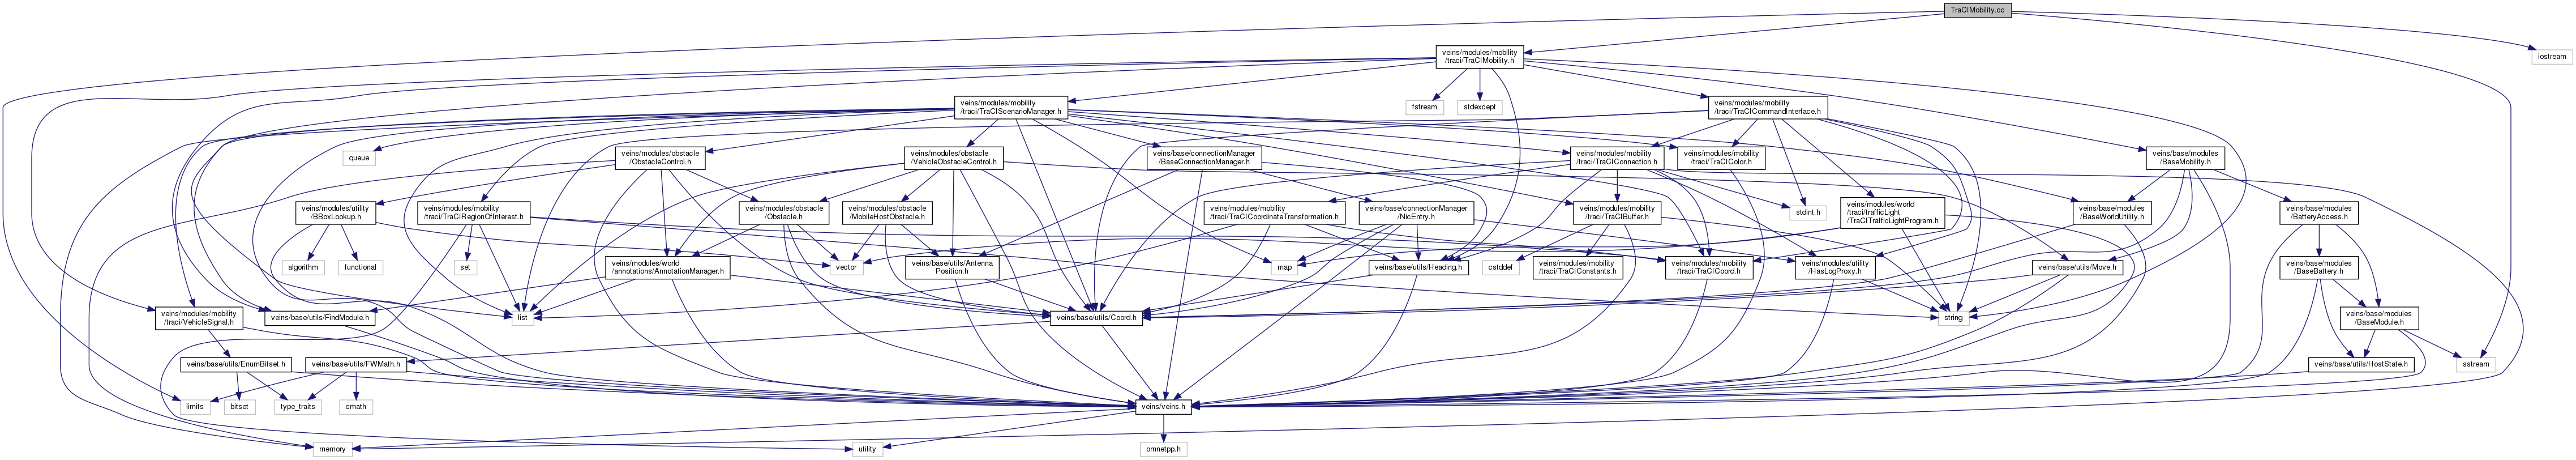 TraCIMobility.cc
veins/modules/mobility
/traci/TraCIMobility.h
iostream
veins/modules/mobility
/traci/TraCIScenarioManager.h
fstream
stdexcept
veins/modules/mobility
/traci/TraCICommandInterface.h
queue
veins/modules/obstacle
/ObstacleControl.h
veins/modules/obstacle
/VehicleObstacleControl.h
veins/base/connectionManager
/BaseConnectionManager.h
veins/modules/mobility
/traci/TraCIConnection.h
veins/modules/mobility
/traci/TraCIColor.h
veins/base/modules
/BaseMobility.h
veins/modules/utility
/BBoxLookup.h
veins/modules/mobility
/traci/TraCIRegionOfInterest.h
veins/modules/obstacle
/Obstacle.h
veins/modules/obstacle
/MobileHostObstacle.h
veins/modules/mobility
/traci/TraCICoordinateTransformation.h
veins/base/connectionManager
/NicEntry.h
veins/modules/mobility
/traci/TraCIBuffer.h
stdint.h
veins/modules/world
/traci/trafficLight
/TraCITrafficLightProgram.h
veins/base/modules
/BaseWorldUtility.h
veins/base/modules
/BatteryAccess.h
algorithm
functional
set
veins/modules/world
/annotations/AnnotationManager.h
vector
veins/base/utils/Antenna
Position.h
map
veins/base/utils/Heading.h
cstddef
veins/modules/mobility
/traci/TraCIConstants.h
veins/modules/mobility
/traci/TraCICoord.h
veins/modules/utility
/HasLogProxy.h
veins/base/utils/Move.h
veins/base/modules
/BaseBattery.h
veins/modules/mobility
/traci/VehicleSignal.h
veins/base/utils/FindModule.h
list
veins/base/utils/Coord.h
string
veins/base/modules
/BaseModule.h
veins/base/utils/EnumBitset.h
veins/base/utils/FWMath.h
veins/base/utils/HostState.h
sstream
limits
bitset
type_traits
cmath
veins/veins.h
memory
utility
omnetpp.h